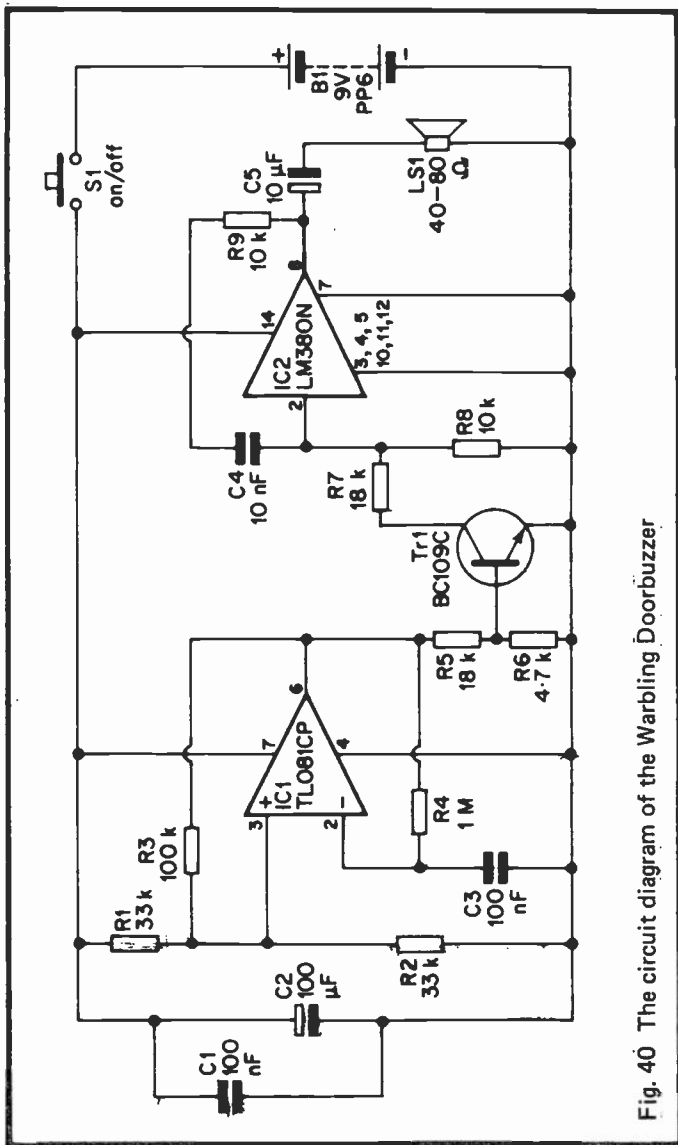 S1
on/off
+
B1
9V
PP6
-
C5
10 µF
LS1
40–80
Ω
R9
10 k
8
14
7
IC2
LM380N
3, 4, 5
10, 11, 12
2
C4
10 nF
R7
18 k
R8
10 k
Tr1
BC109C
R5
18 k
R6
4·7 k
6
7
4
+
IC1
TL081CP
-
3
2
R3
100 k
R4
1 M
R1
33 k
C3
100
nF
R2
33 k
C2
100
µF
C1
100
nF
Fig. 40 The circuit diagram of the Warbling Doorbuzzer